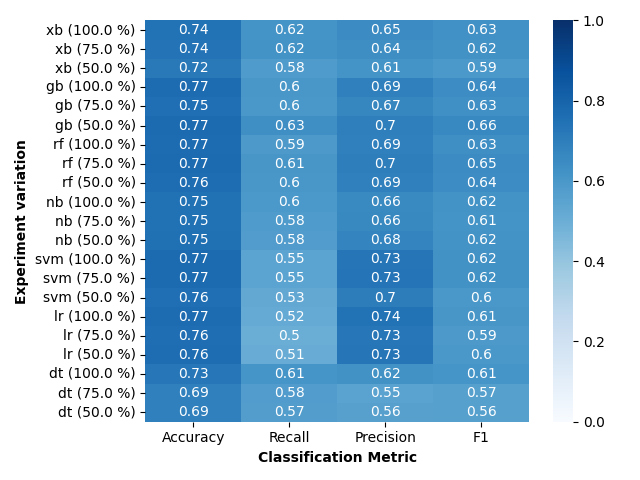 xb (100.0 %) 0.74 0.62 0.65 0.63 1.0
xb (75.0 %) 0.74 0.62 0.64 0.62
xb (50.0 %) 0.72 0.58 0.61 0.59
gb (100.0 %) 0.77 0.6 0.69 0.64
gb (75.0 %) 0.75 0.6 0.67 0.63 0.8
gb (50.0 %) 0.77 0.63 0.7 0.66
rf (100.0 %) 0.77 0.59 0.69 0.63
rf (75.0 %) 0.77 0.61 0.7 0.65
rf (50.0 %) 0.76 0.6 0.69 0.64 0.6
nb (100.0 %) 0.75 0.6 0.66 0.62
nb (75.0 %) 0.75 0.58 0.66 0.61
nb (50.0 %) 0.75 0.58 0.68 0.62
svm (100.0 %) 0.77 0.55 0.73 0.62 0.4
svm (75.0 %) 0.77 0.55 0.73 0.62
svm (50.0 %) 0.76 0.53 0.7 0.6
lr (100.0 %) 0.77 0.52 0.74 0.61
lr (75.0 %) 0.76 0.5 0.73 0.59 0.2
lr (50.0 %) 0.76 0.51 0.73 0.6
dt (100.0 %) 0.73 0.61 0.62 0.61
dt (75.0 %) 0.69 0.58 0.55 0.57
dt (50.0 %) 0.69 0.57 0.56 0.56 0.0
Experiment variation
Accuracy Recall Precision F1
Classification Metric